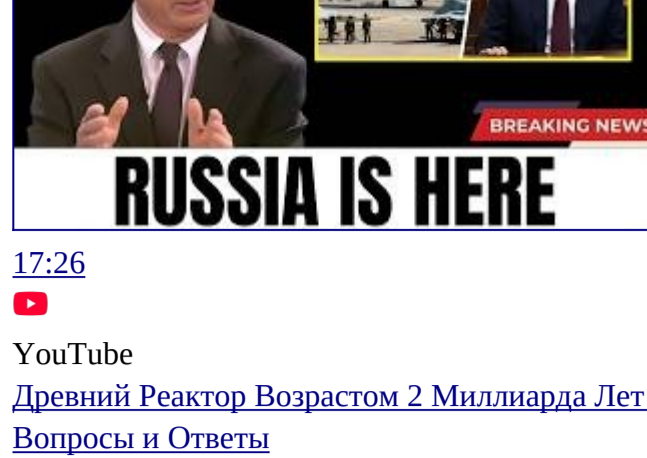 BREAKING NEWS
RUSSIA IS HERE
17:26
YouTube
Древний Реактор Возрастом 2 Миллиарда Лет
Вопросы и Ответы